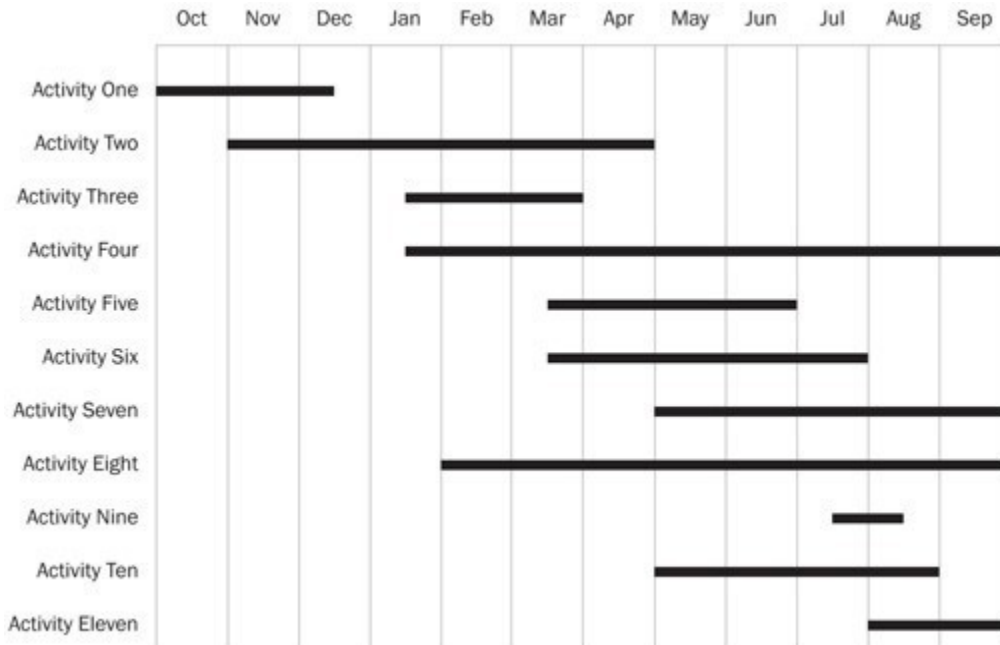 Oct Nov Dec Jan Feb Mar Apr May Jun Jul Aug Sep
Activity One
Activity Two
Activity Three
Activity Four
Activity Five
Activity Six
Activity Seven
Activity Eight
Activity Nine
Activity Ten
Activity Eleven